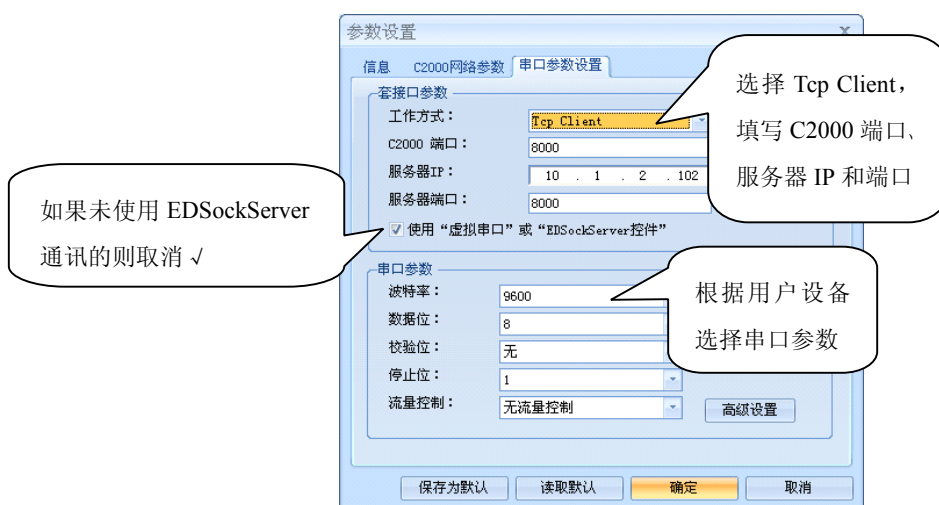 参数设置
信息 C2000网络参数 串口参数设置
套接口参数
工作方式： Tcp Client
C2000 端口： 8000
服务器IP： 10 . 1 . 2 . 102
服务器端口： 8000
使用“虚拟串口”或“EDSockServer控件”
串口参数
波特率： 9600
数据位： 8
校验位： 无
停止位： 1
流量控制： 无流量控制
高级设置
保存为默认 读取默认 确定 取消
选择 Tcp Client，
填写 C2000 端口、
服务器 IP 和端口
如果未使用 EDSockServer
通讯的则取消 √
根据用户设备
选择串口参数